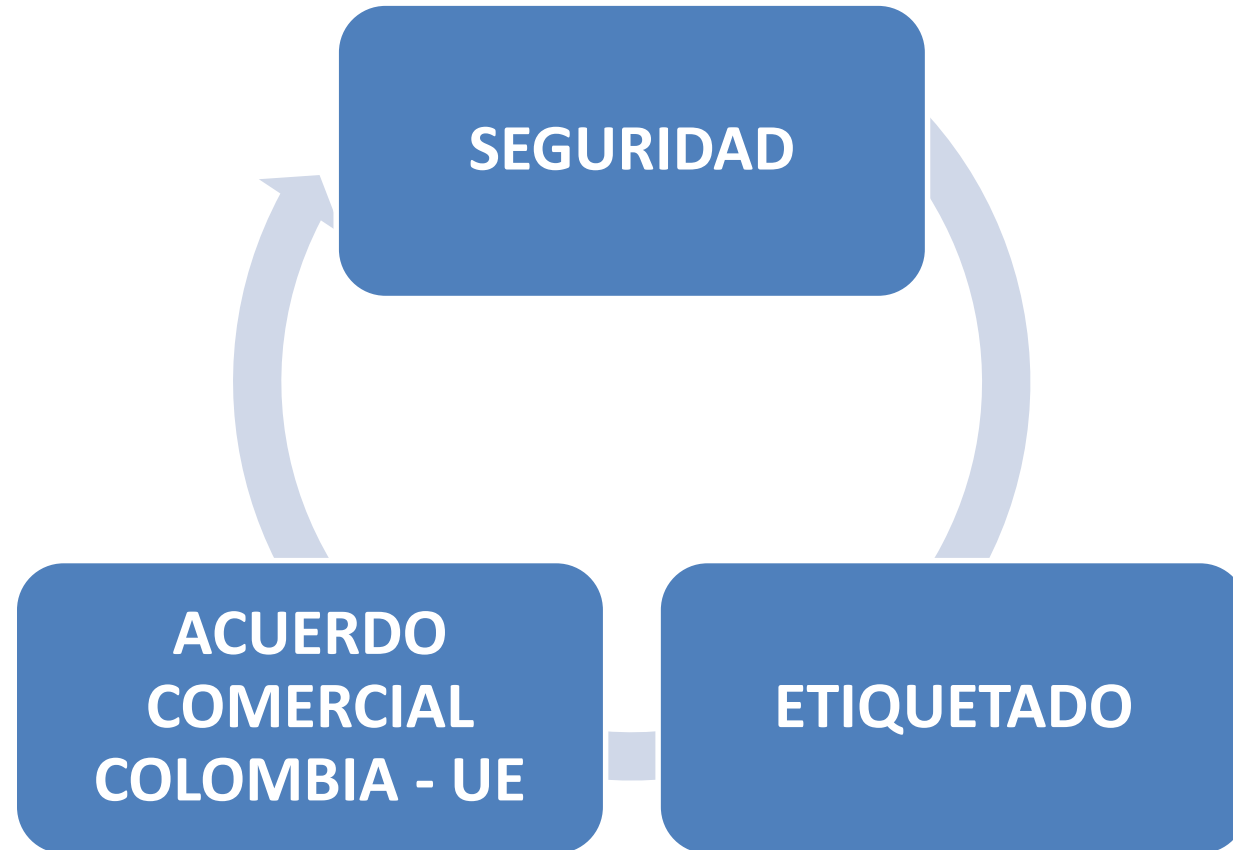 SEGURIDAD
ACUERDO
COMERCIAL
COLOMBIA - UE
ETIQUETADO